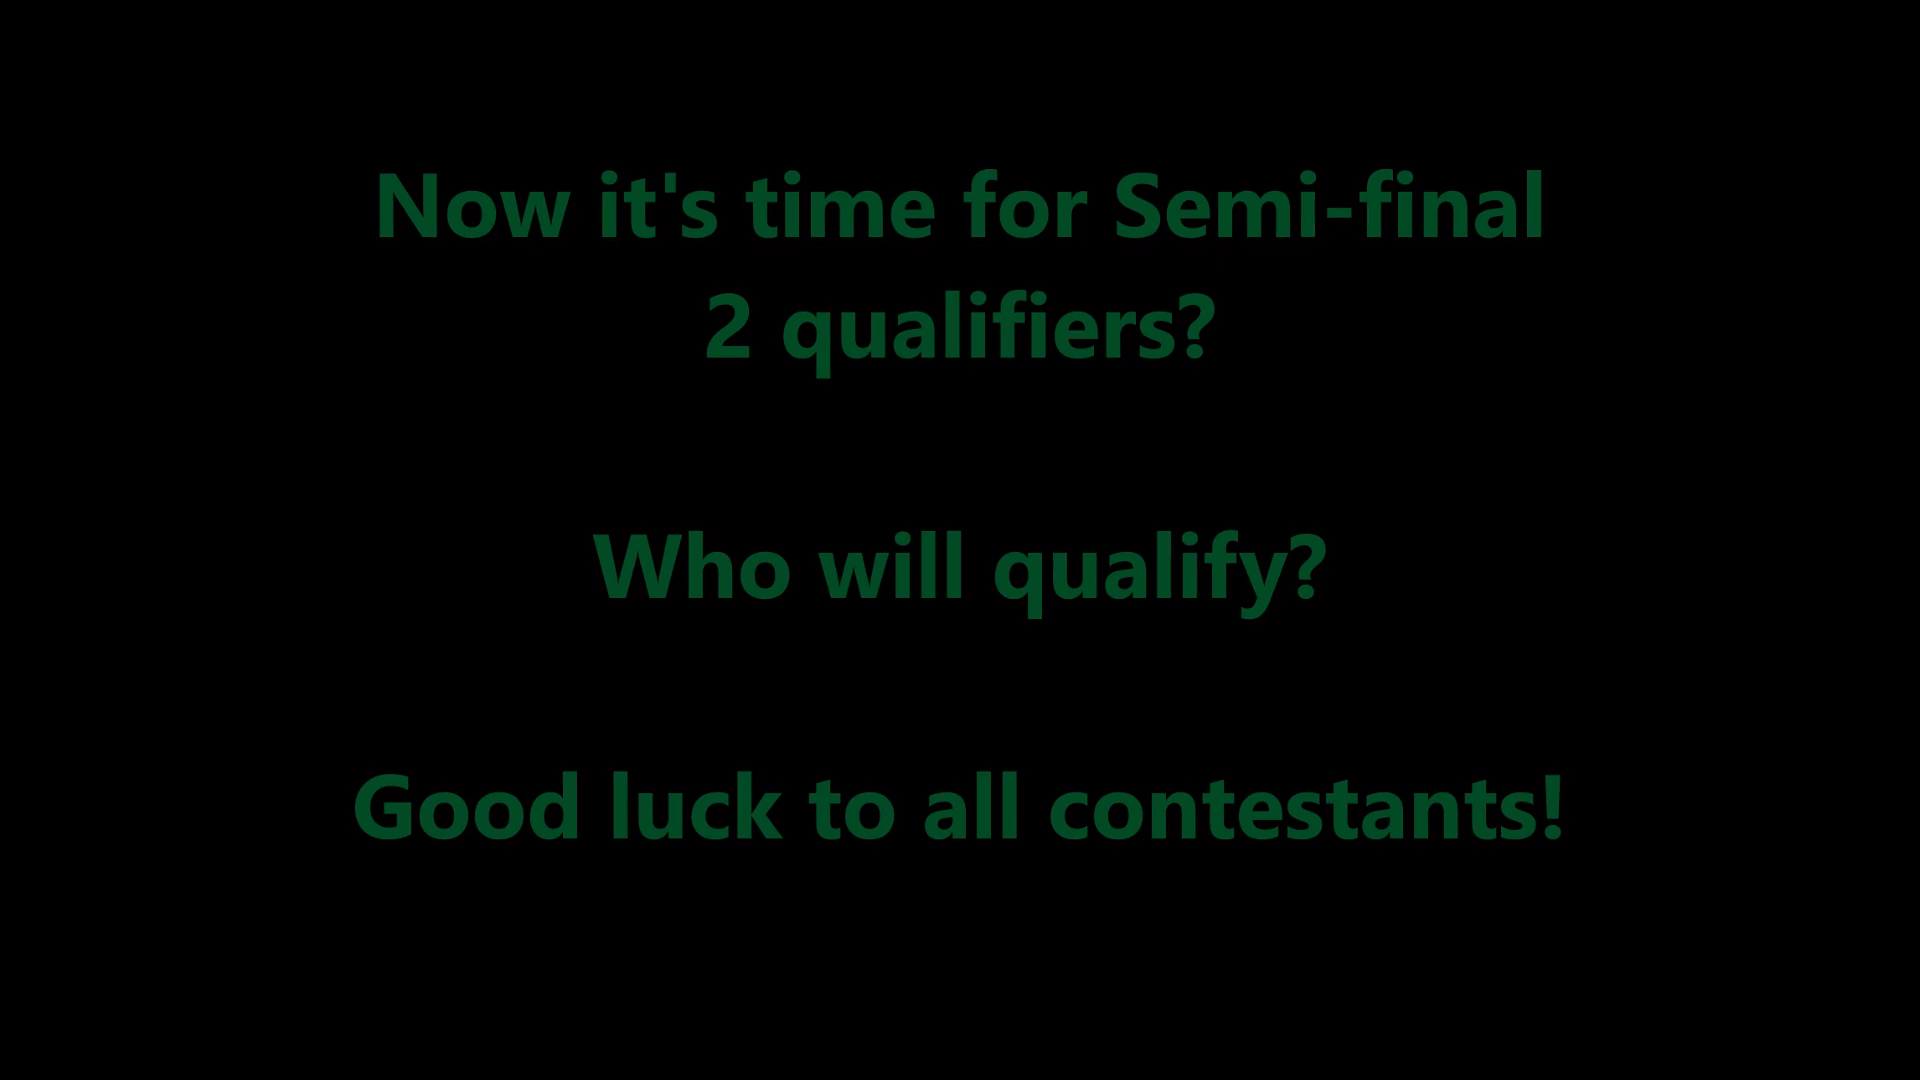 Now it's time for Semi-final
2 qualifiers?
Who will qualify?
Good luck to all contestants!